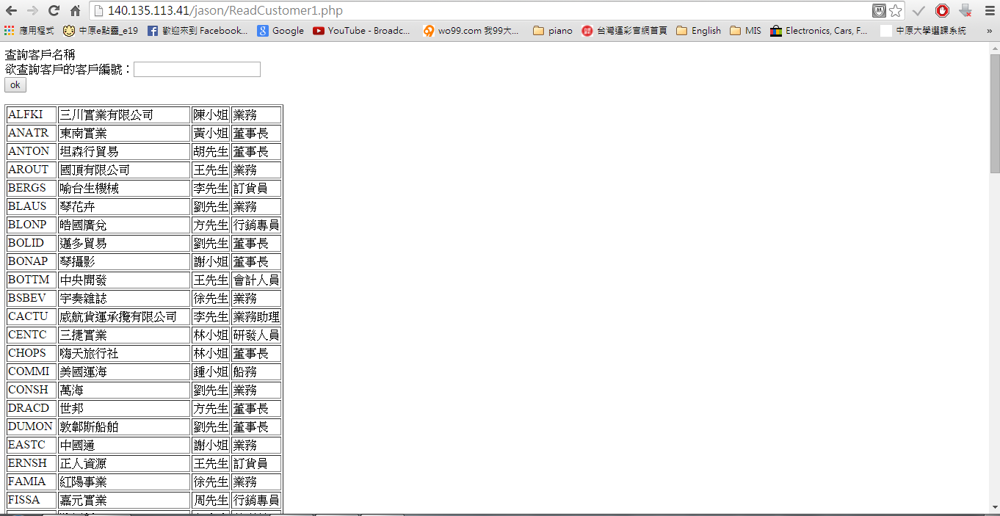 140.135.113.41/jason/ReadCustomer1.php
應用程式 中原e點靈_e19 歡迎來到 Facebook... Google YouTube - Broadc... wo99.com 我99大... piano 台灣運彩官網首頁 English MIS Electronics, Cars, F... 中原大學選課系統 »
查詢客戶名稱
欲查詢客戶的客戶編號：
ok
ALFKI 三川實業有限公司 陳小姐 業務
ANATR 東南實業 黃小姐 董事長
ANTON 坦森行貿易 胡先生 董事長
AROUT 國頂有限公司 王先生 業務
BERGS 喻台生機械 李先生 訂貨員
BLAUS 琴花卉 劉先生 業務
BLONP 皓國廣兌 方先生 行銷專員
BOLID 邁多貿易 劉先生 董事長
BONAP 琴攝影 謝小姐 董事長
BOTTM 中央開發 王先生 會計人員
BSBEV 宇奏雜誌 徐先生 業務
CACTU 威航貨運承攬有限公司 李先生 業務助理
CENTC 三捷實業 林小姐 研發人員
CHOPS 嗨天旅行社 林小姐 董事長
COMMI 美國運海 鍾小姐 船務
CONSH 萬海 劉先生 業務
DRACD 世邦 方先生 董事長
DUMON 敦鄣斯船舶 劉先生 董事長
EASTC 中國通 謝小姐 業務
ERNSH 正人資源 王先生 訂貨員
FAMIA 紅陽事業 徐先生 業務
FISSA 嘉元實業 周先生 行銷專員